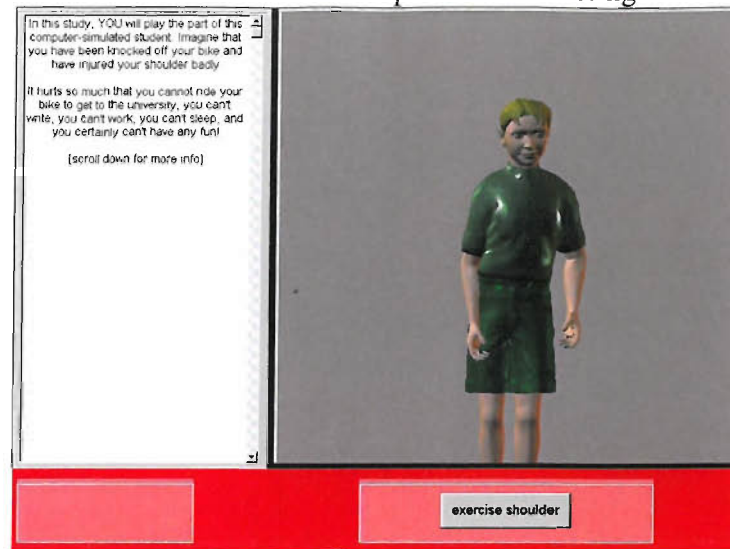 In this study, YOU will play the part of this
computer-simulated student. Imagine that
you have been knocked off your bike and
have injured your shoulder badly
It hurts so much that you cannot ride your
bike to get to the university, you can't
write, you can't work, you can't sleep, and
you certainly can't have any fun!
(scroll down for more info)
exercise shoulder